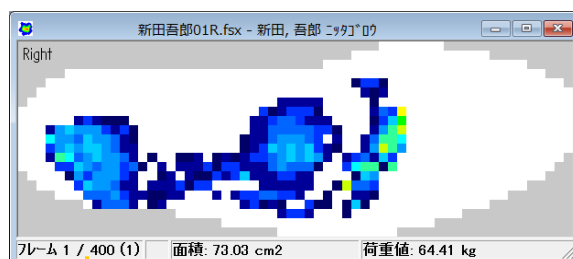 新田吾郎01R.fsx - 新田, 吾郎 ﾆｯﾀｺﾞﾛｳ
Right
フレーム 1 / 400 (1) 面積: 73.03 cm2 荷重値: 64.41 kg